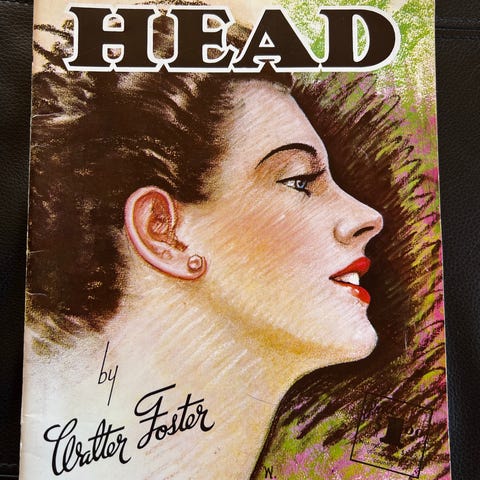 HEAD
by
Walter Foster
W.